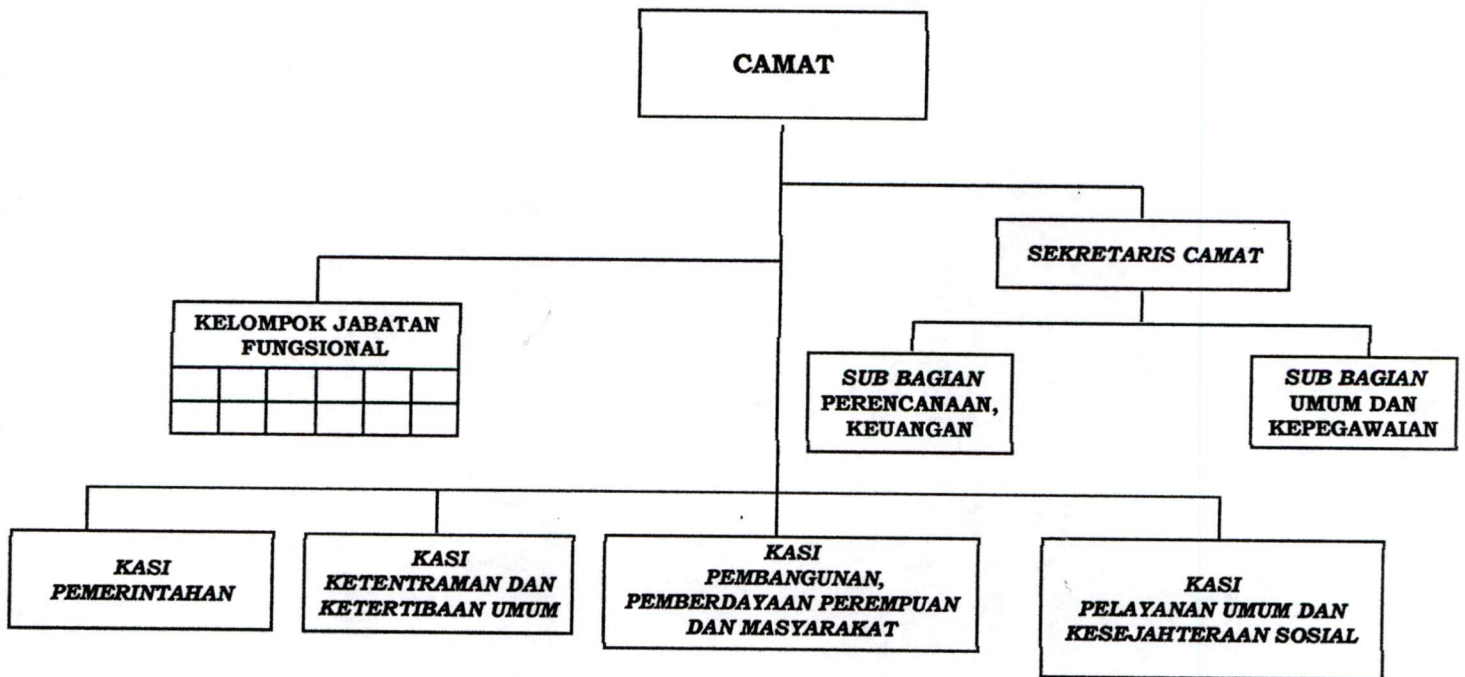 CAMAT
SEKRETARIS CAMAT
KELOMPOK JABATAN
FUNGSIONAL
SUB BAGIAN
PERENCANAAN,
KEUANGAN
SUB BAGIAN
UMUM DAN
KEPEGAWAIAN
KASI
PEMERINTAHAN
KASI
KETENTRAMAN DAN
KETERTIBAAN UMUM
KASI
PEMBANGUNAN,
PEMBERDAYAAN PEREMPUAN
DAN MASYARAKAT
KASI
PELAYANAN UMUM DAN
KESEJAHTERAAN SOSIAL